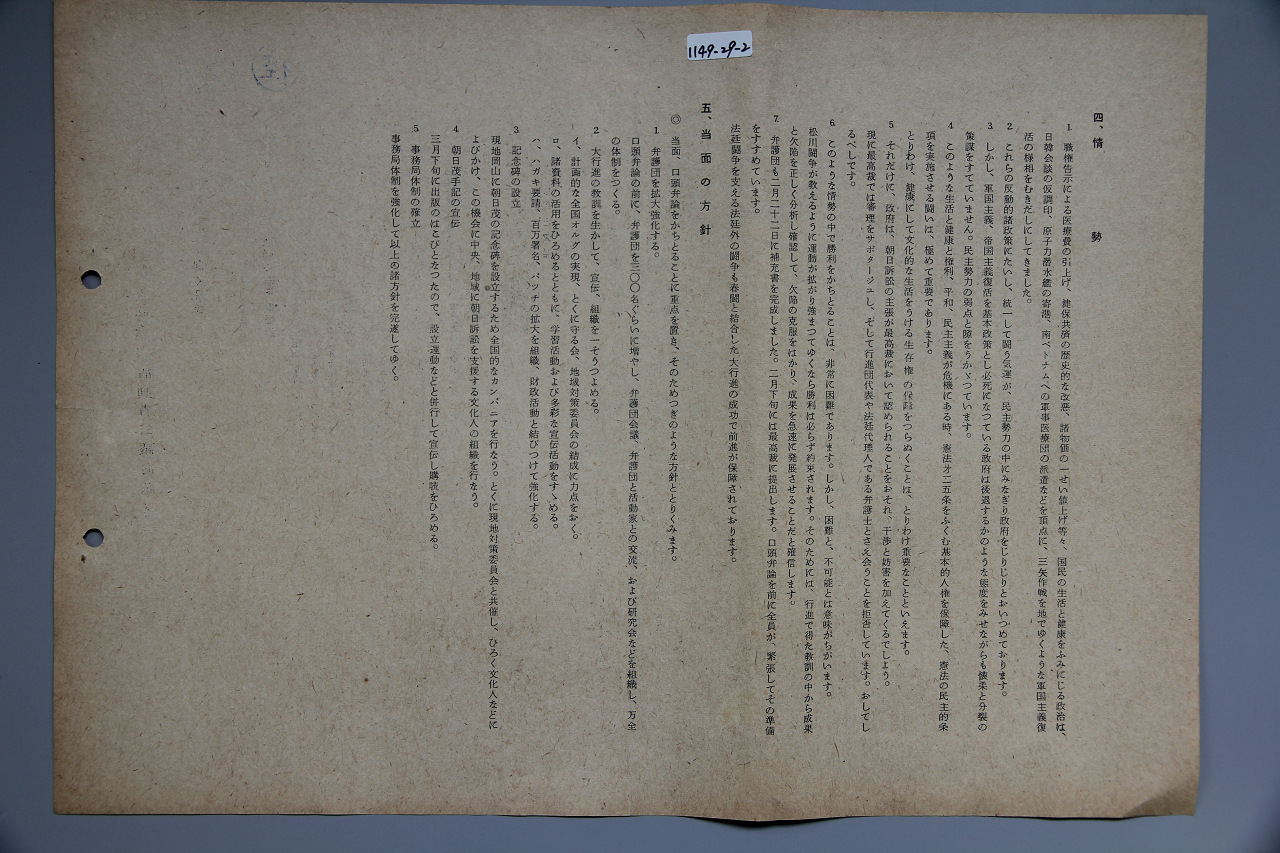 1149-29-2
四、情勢
1. 職権告示による医療費の引上げ、健保共済の歴史的な改悪、諸物価の一せい値上げ等々、国民の生活と健康をふみにじる政治は、
日韓会談の仮調印、原子力潜水艦の寄港、南ベトナムへの軍事医療団の派遣などを頂点に、三矢作戦を地でゆくような軍国主義復
活の様相をむきだしにしてきました。
2. これらの反動的諸政策にたいし、統一して闘う気運が、民主勢力の中にみなぎり政府をじりじりとおいつめております。
3. しかし、軍国主義、帝国主義復活を基本政策とし必死になつている政府は後退するかのような態度をみせながらも懐柔と分裂の
策謀をすてていません。民主勢力の弱点と隙をうかゞつています。
4. このような生活と健康と権利、平和、民主主義が危機にある時、憲法オ二五条をふくむ基本的人権を保障した、憲法の民主的条
項を実施させる闘いは、極めて重要であります。
とりわけ、健康にして文化的な生活をうける生存権の保障をつらぬくことは、とりわけ重要なことといえます。
5. それだけに、政府は、朝日訴訟の主張が最高裁において認められることをおそれ、干渉と妨害を加えてくるでしよう。
現に最高裁では審理をサボタージユし、そして行進団代表や法廷代理人である弁護士とさえ会うことを拒否しています。おしてし
るべしです。
6. このような情勢の中で勝利をかちとることは、非常に困難であります。しかし、困難と、不可能とは意味がちがいます。
松川闘争が教えるように運動が拡がり強まつてゆくなら勝利は必らず約束されます。そのためには、行進で得た教訓の中から成果
と欠陥を正しく分析し確認して、欠陥の克服をはかり、成果を急速に発展させることだと確信します。
7. 弁護団も二月二十二日に補充書を完成しました。二月下旬には最高裁に提出します。口頭弁論を前に全員が、緊張してその準備
をすすめています。
法廷闘争を支える法廷外の闘争も春闘と結合した大行進の成功で前進が保障されております。
五、当面の方針
◎ 当面、口頭弁論をかちとることに重点を置き、そのためつぎのような方針ととりくみます。
1. 弁護団を拡大強化する。
口頭弁論の前に、弁護団を三〇〇名ぐらいに増やし、弁護団会議、弁護団と活動家との交流、および研究会などを組織し、万全
の体制をつくる。
2. 大行進の教訓を生かして、宣伝、組織を一そうつよめる。
イ、計画的な全国オルグの実現、とくに守る会、地域対策委員会の結成に力点をおく。
ロ、諸資料の活用をひろめるとともに、学習活動および多彩な宣伝活動をすゝめる。
ハ、ハガキ要請、百万署名、バツチの拡大を組織、財政活動と結びつけて強化する。
3. 記念碑の設立
現地岡山に朝日茂の記念碑を設立するため全国的なカンパニアを行なう。とくに現地対策委員会と共催し、ひろく文化人などに
よびかけ、この機会に中央、地域に朝日訴訟を支援する文化人の組織を行なう。
4. 朝日茂手記の宣伝
三月下旬に出版のはこびとなつたので、設立運動などと併行して宣伝し購読をひろめる。
5. 事務局体制の確立
事務局体制を強化して以上の諸方針を完遂してゆく。